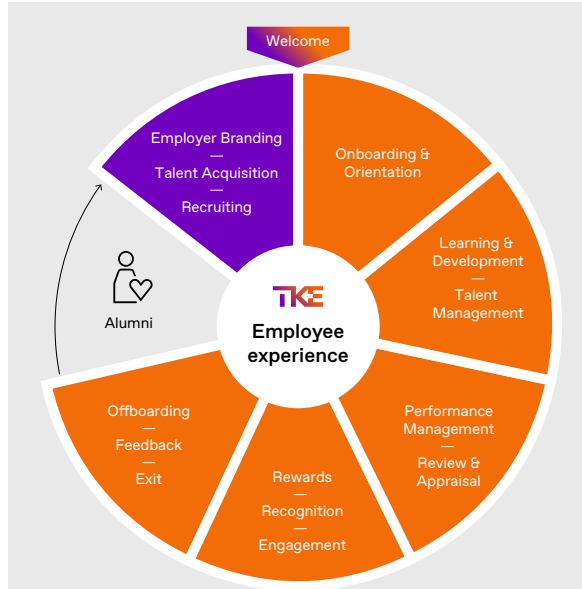 Welcome
Employer Branding
—
Talent Acquisition
—
Recruiting
Onboarding &
Orientation
Learning &
Development
—
Talent
Management
Performance
Management
—
Review &
Appraisal
Rewards
—
Recognition
—
Engagement
Offboarding
—
Feedback
—
Exit
Alumni
TKE
Employee
experience